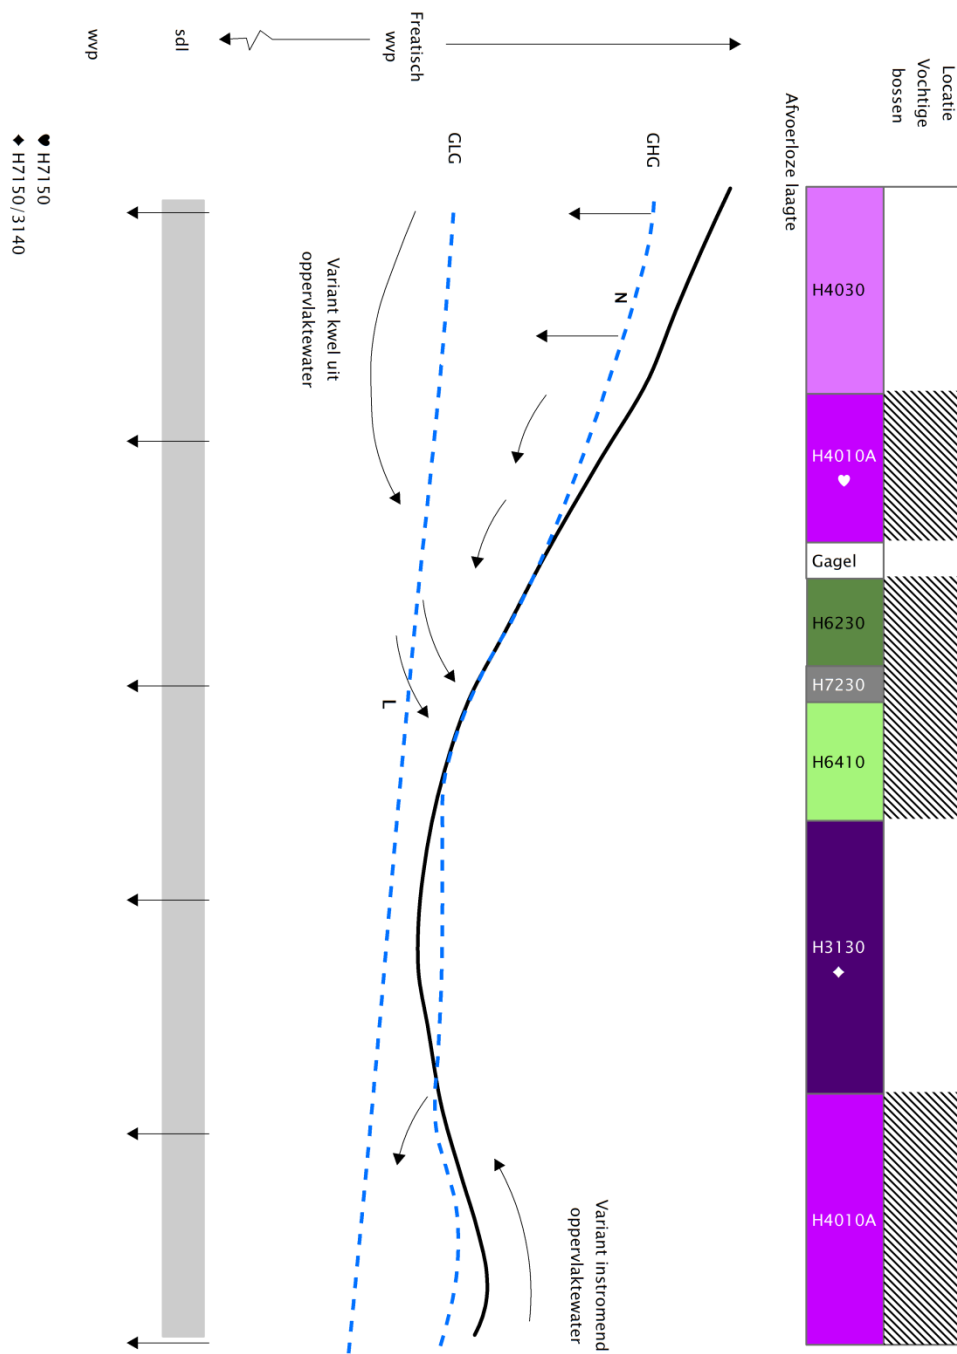 Locatie
Vochtige
bossen
Afvoerloze laagte
H4030
H4010A
Gagel
H6230
H7230
H6410
H3130
H4010A
GHG
GLG
N
L
Variant kwel uit
oppervlaktewater
Variant instromend
oppervlaktewater
Freatisch
wvp
sdl
wvp
♥ H7150
♦ H7150/3140